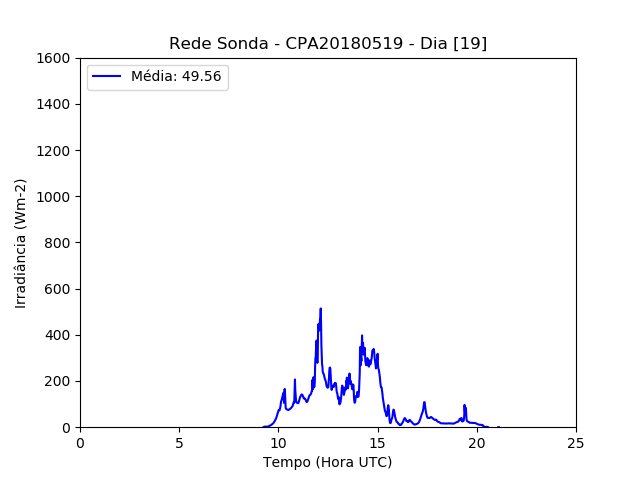 Rede Sonda - CPA20180519 - Dia [19]
Média: 49.56
Irradiância (Wm-2)
1600
1400
1200
1000
800
600
400
200
0
0 5 10 15 20 25
Tempo (Hora UTC)